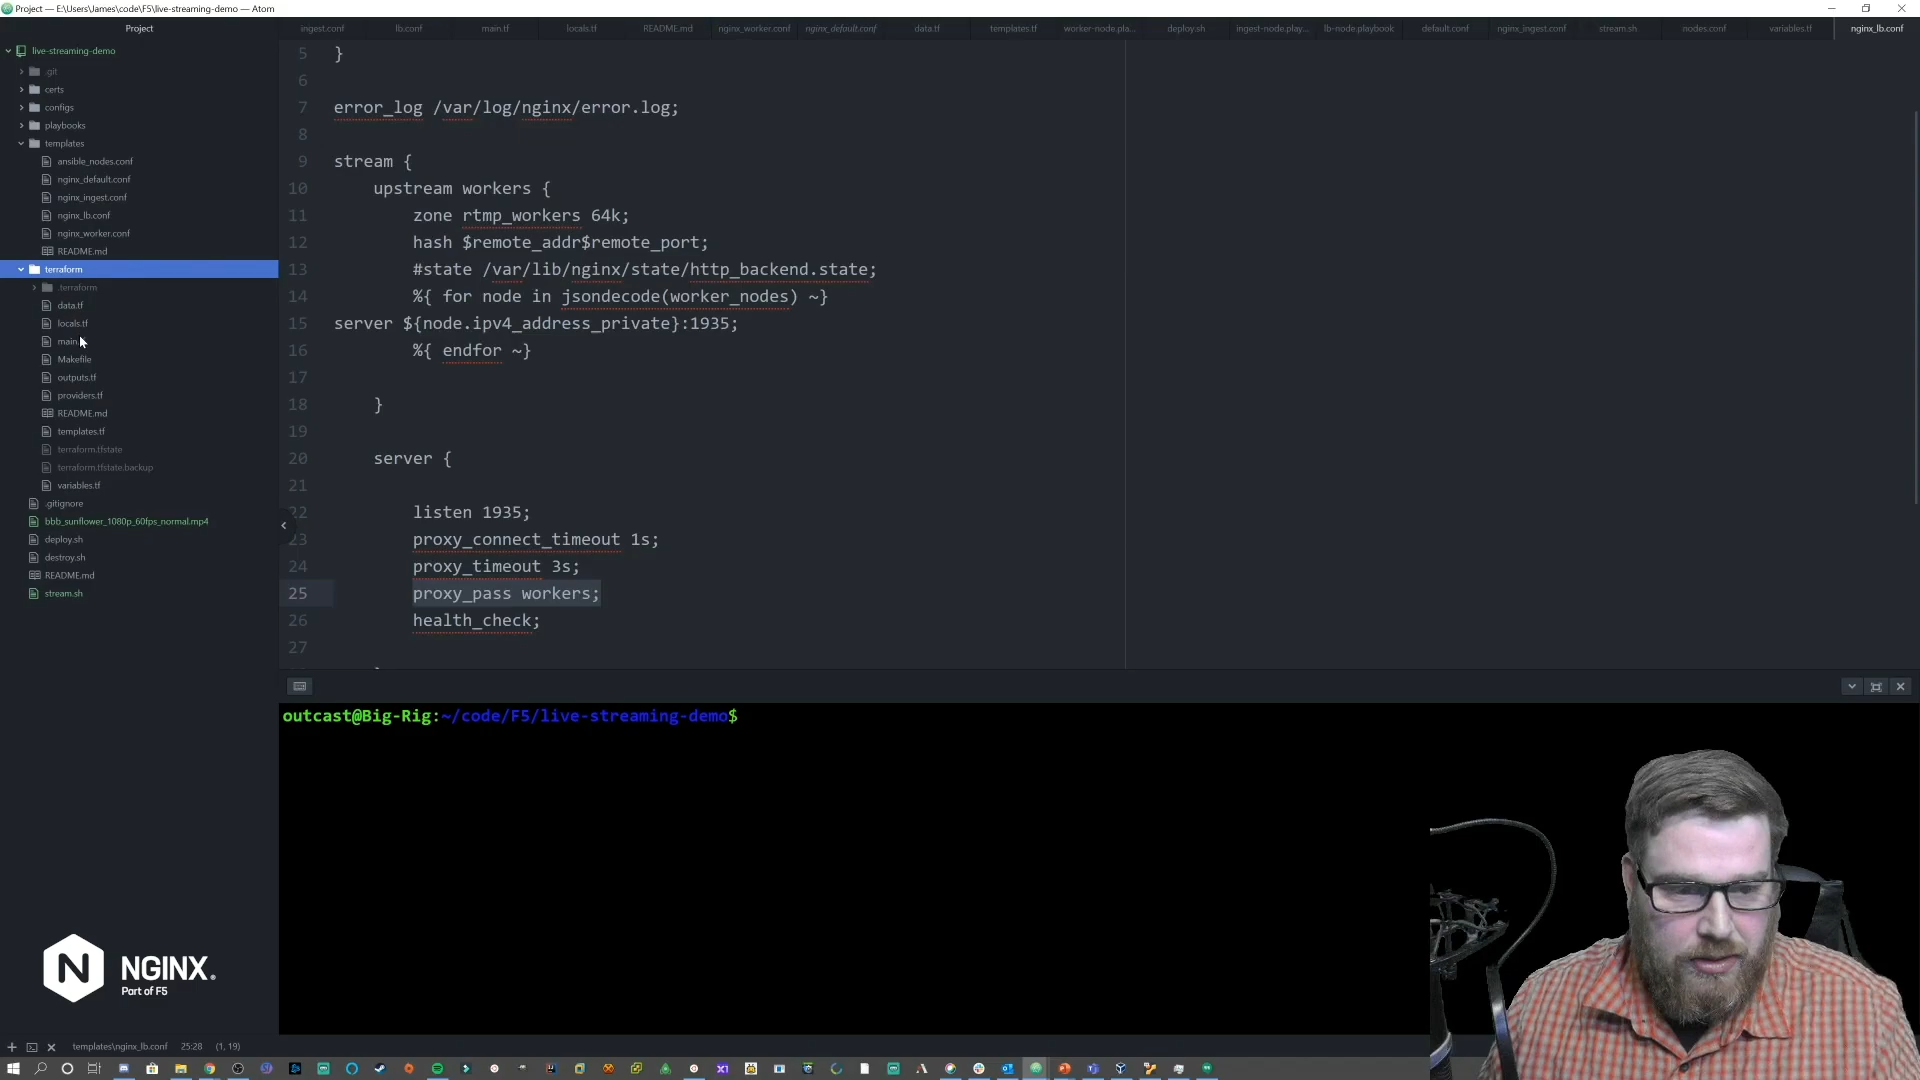 Project — E:\Users\James\code\F5\live-streaming-demo — Atom
Project
ingest.conf
lb.conf
main.tf
locals.tf
README.md
nginx_worker.conf
nginx_default.conf
data.tf
templates.tf
worker-node.pla...
deploy.sh
ingest-node.play...
lb-node.playbook
default.conf
nginx_ingest.conf
stream.sh
nodes.conf
variables.tf
nginx_lb.conf
live-streaming-demo
.git
certs
configs
playbooks
templates
ansible_nodes.conf
nginx_default.conf
nginx_ingest.conf
nginx_lb.conf
nginx_worker.conf
README.md
terraform
.terraform
data.tf
locals.tf
main
Makefile
outputs.tf
providers.tf
README.md
templates.tf
terraform.tfstate
terraform.tfstate.backup
variables.tf
.gitignore
bbb_sunflower_1080p_60fps_normal.mp4
deploy.sh
destroy.sh
README.md
stream.sh
5 }
6
7 error_log /var/log/nginx/error.log;
8
9 stream {
10 upstream workers {
11 zone rtmp_workers 64k;
12 hash $remote_addr$remote_port;
13 #state /var/lib/nginx/state/http_backend.state;
14 %{ for node in jsondecode(worker_nodes) ~}
15 server ${node.ipv4_address_private}:1935;
16 %{ endfor ~}
17
18 }
19
20 server {
21
22 listen 1935;
23 proxy_connect_timeout 1s;
24 proxy_timeout 3s;
25 proxy_pass workers;
26 health_check;
27
outcast@Big-Rig:~/code/F5/live-streaming-demo$
NGINX
Part of F5
templates\nginx_lb.conf 25:28 (1, 19)